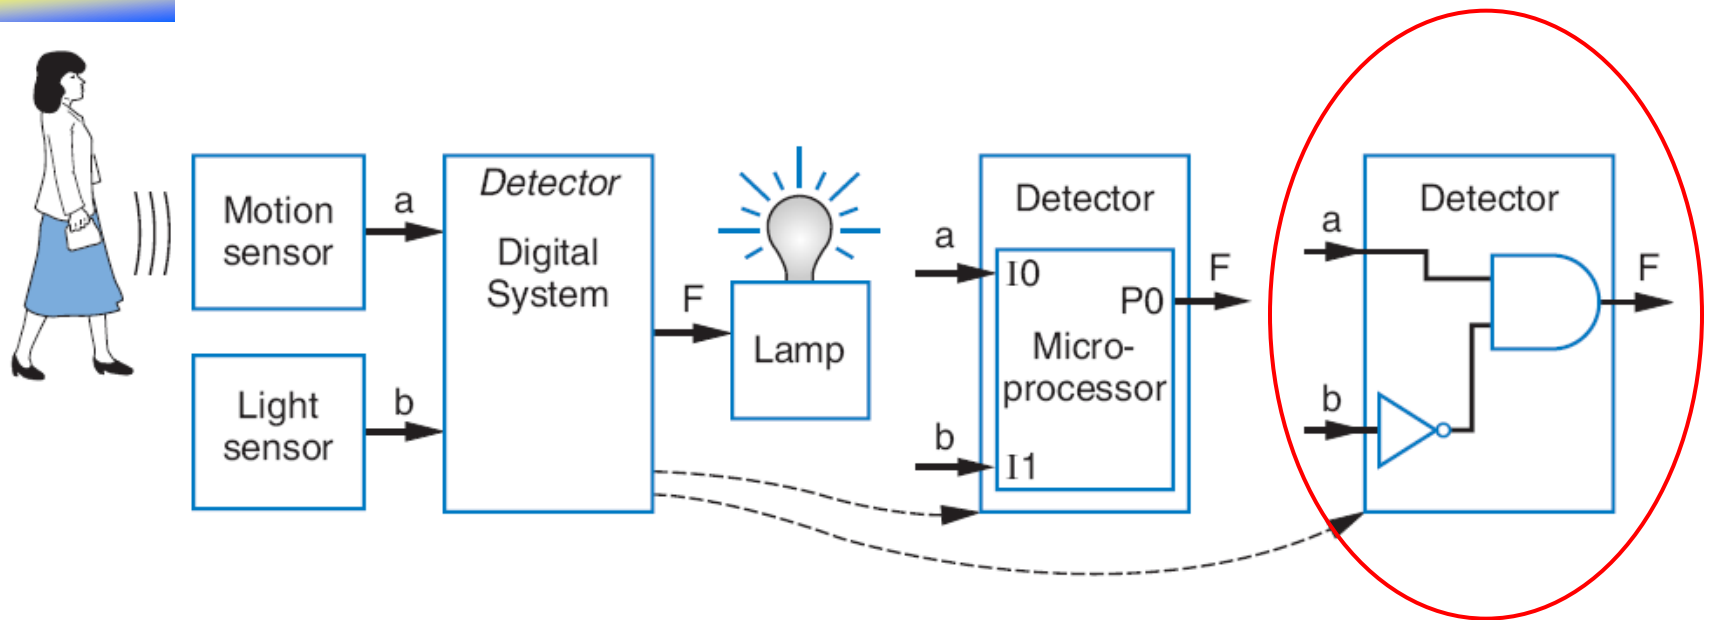 Motion
sensor
a
Light
sensor
b
Detector
Digital
System
F
Lamp
Detector
a
I0
P0
F
Micro-
processor
b
I1
Detector
a
F
b